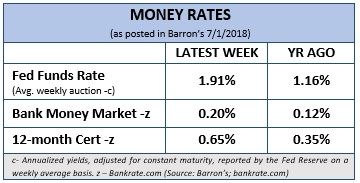 MONEY RATES
(as posted in Barron's 7/1/2018)
LATEST WEEK YR AGO
Fed Funds Rate
(Avg. weekly auction -c) 1.91% 1.16%
Bank Money Market -z 0.20% 0.12%
12-month Cert -z 0.65% 0.35%
c- Annualized yields, adjusted for constant maturity, reported by the Fed Reserve on a
weekly average basis. z – Bankrate.com (Source: Barron's; bankrate.com)